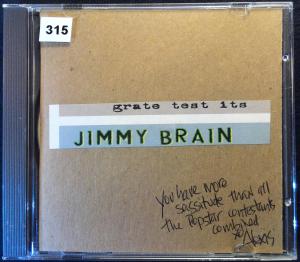 315
grate test its
JIMMY BRAIN
You have more
sassitude than all
the Popstar contestants
combined